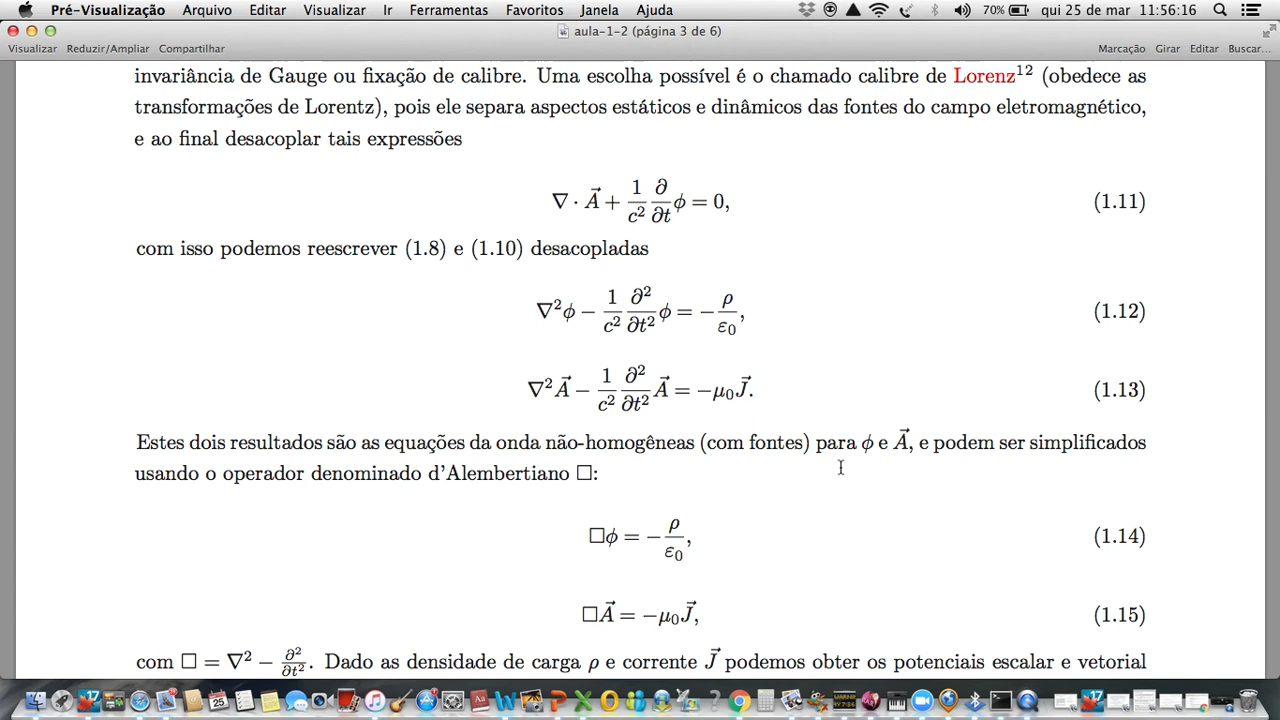 Pré-Visualização Arquivo Editar Visualizar Ir Ferramentas Favoritos Janela Ajuda 70% qui 25 de mar 11:56:16
aula-1-2 (página 3 de 6)
Visualizar Reduzir/Ampliar Compartilhar Marcação Girar Editar Buscar...
invariância de Gauge ou fixação de calibre. Uma escolha possível é o chamado calibre de Lorenz¹² (obedece as
transformações de Lorentz), pois ele separa aspectos estáticos e dinâmicos das fontes do campo eletromagnético,
e ao final desacoplar tais expressões
∇ · A⃗ + 1/c² ∂/∂t ϕ = 0, (1.11)
com isso podemos reescrever (1.8) e (1.10) desacopladas
∇²ϕ − 1/c² ∂²/∂t² ϕ = −ρ/ε₀, (1.12)
∇²A⃗ − 1/c² ∂²/∂t² A⃗ = −μ₀J⃗. (1.13)
Estes dois resultados são as equações da onda não-homogêneas (com fontes) para ϕ e A⃗, e podem ser simplificados
usando o operador denominado d'Alembertiano □:
□ϕ = −ρ/ε₀, (1.14)
□A⃗ = −μ₀J⃗, (1.15)
com □ = ∇² − ∂²/∂t². Dado as densidade de carga ρ e corrente J⃗ podemos obter os potenciais escalar e vetorial